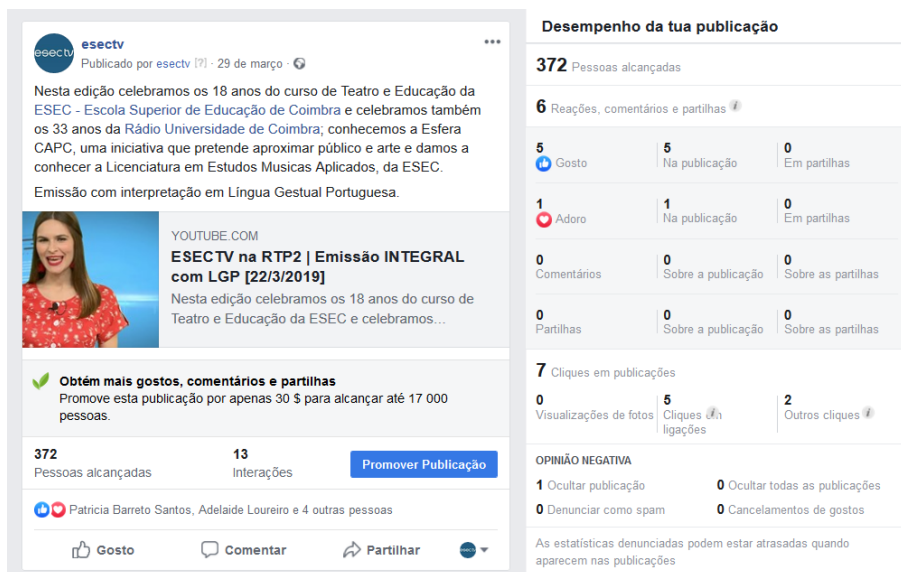 esectv
esectv
Publicado por esectv [?] · 29 de março ·
Nesta edição celebramos os 18 anos do curso de Teatro e Educação da
ESEC - Escola Superior de Educação de Coimbra e celebramos também
os 33 anos da Rádio Universidade de Coimbra; conhecemos a Esfera
CAPC, uma iniciativa que pretende aproximar público e arte e damos a
conhecer a Licenciatura em Estudos Musicas Aplicados, da ESEC.
Emissão com interpretação em Língua Gestual Portuguesa.
YOUTUBE.COM
ESECTV na RTP2 | Emissão INTEGRAL
com LGP [22/3/2019]
Nesta edição celebramos os 18 anos do curso de
Teatro e Educação da ESEC e celebramos…
Obtém mais gostos, comentários e partilhas
Promove esta publicação por apenas 30 $ para alcançar até 17 000
pessoas.
372 13
Pessoas alcançadas Interações Promover Publicação
Patricia Barreto Santos, Adelaide Loureiro e 4 outras pessoas
Gosto Comentar Partilhar esectv
Desempenho da tua publicação
372 Pessoas alcançadas
6 Reações, comentários e partilhas i
5 5 0
Gosto Na publicação Em partilhas
1 1 0
Adoro Na publicação Em partilhas
0 0 0
Comentários Sobre a publicação Sobre as partilhas
0 0 0
Partilhas Sobre a publicação Sobre as partilhas
7 Cliques em publicações
0 5 2
Visualizações de fotos Cliques em i Outros cliques i
ligações
OPINIÃO NEGATIVA
1 Ocultar publicação 0 Ocultar todas as publicações
0 Denunciar como spam 0 Cancelamentos de gostos
As estatísticas denunciadas podem estar atrasadas quando
aparecem nas publicações